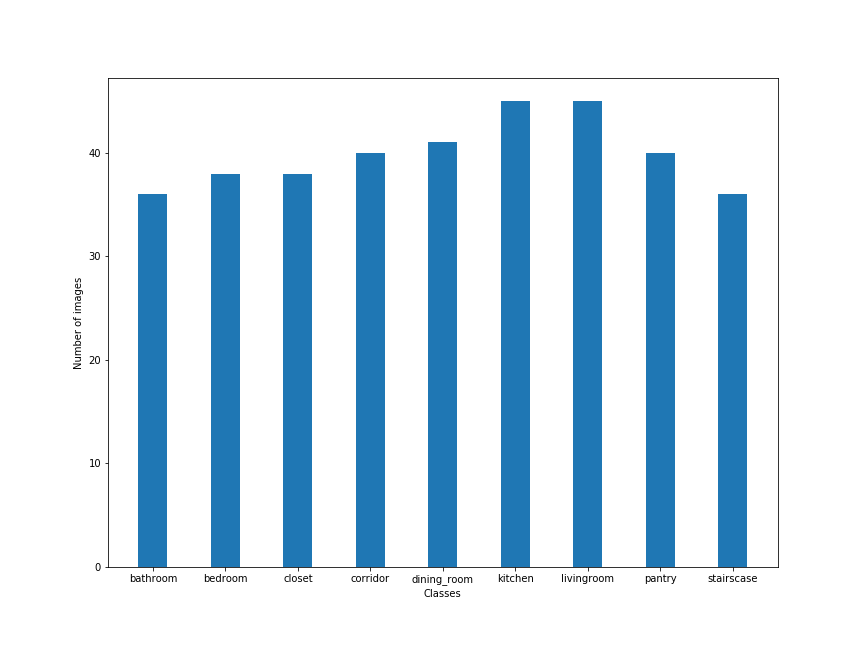 40
30
20
10
0
Number of images
bathroom bedroom closet corridor dining_room kitchen livingroom pantry stairscase
Classes